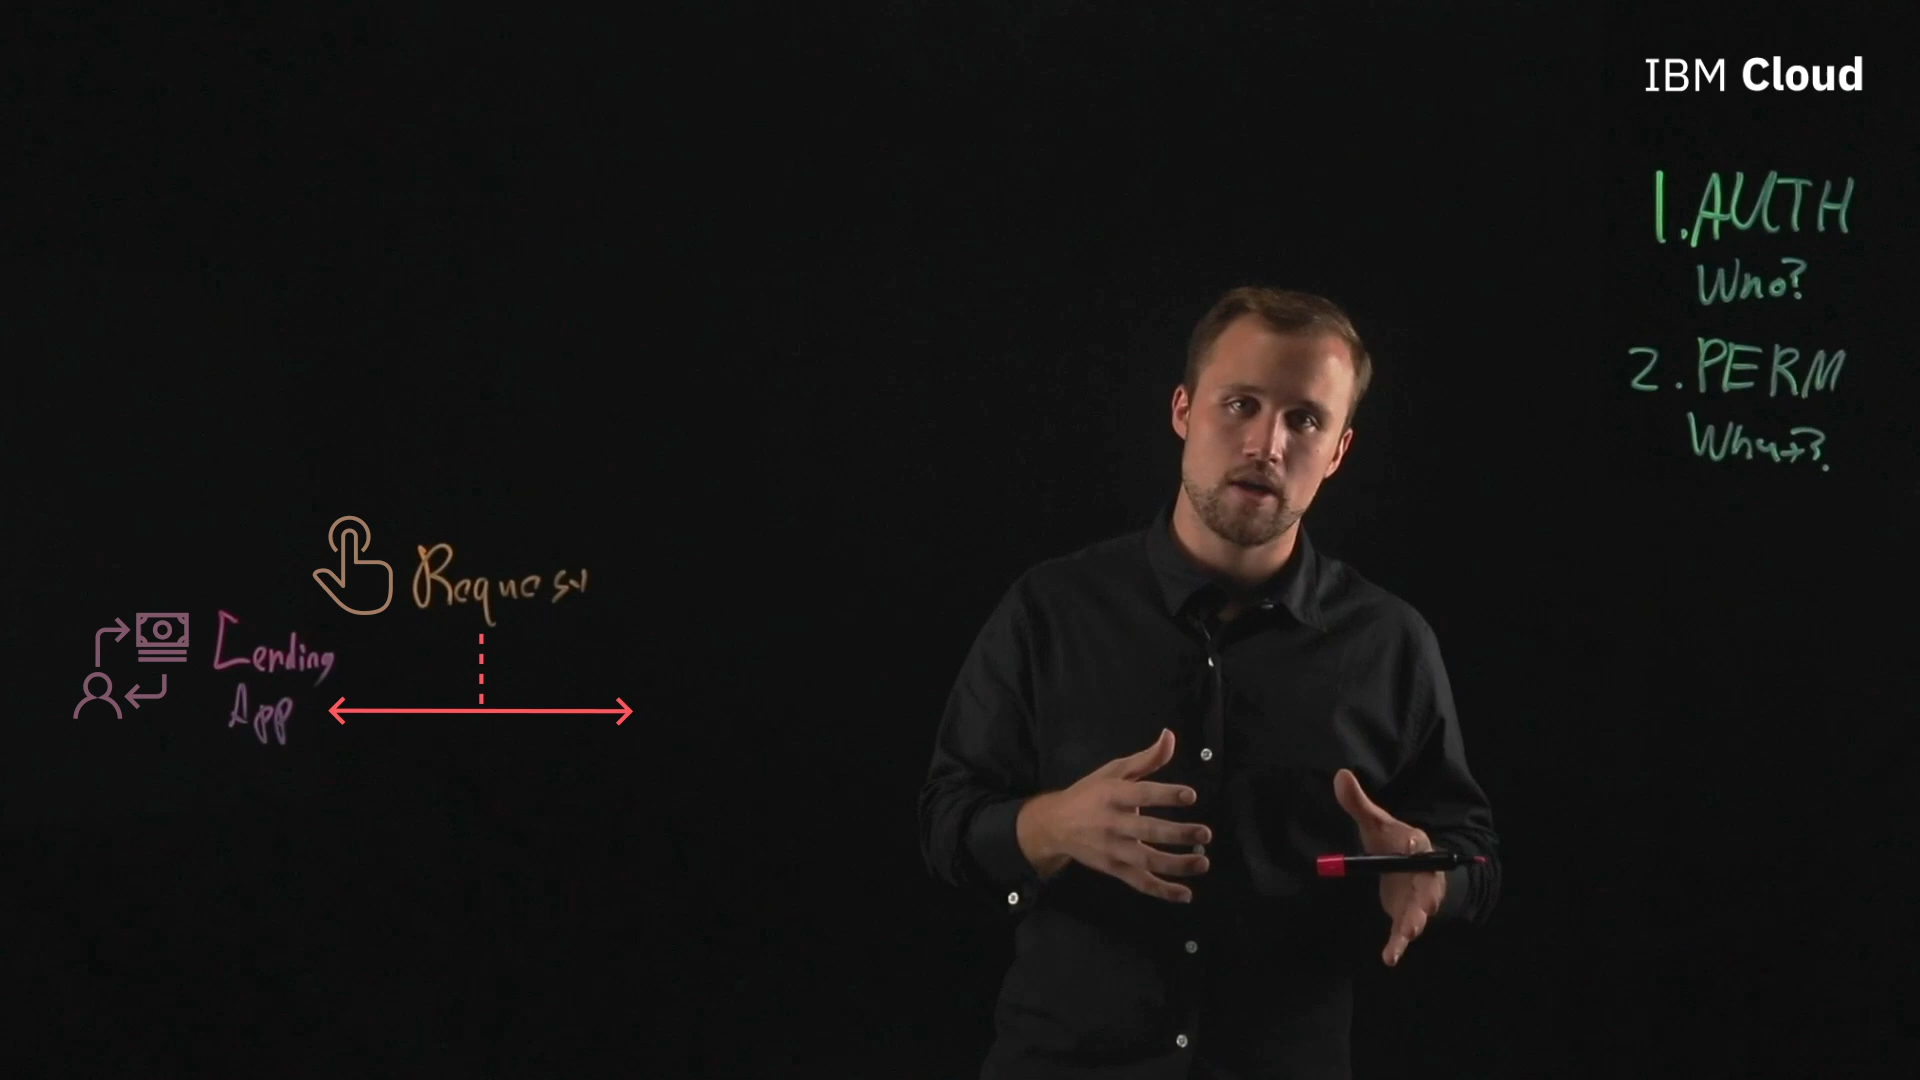 IBM Cloud
1. AUTH
Who?
2. PERM
What?
Request
Lending
App